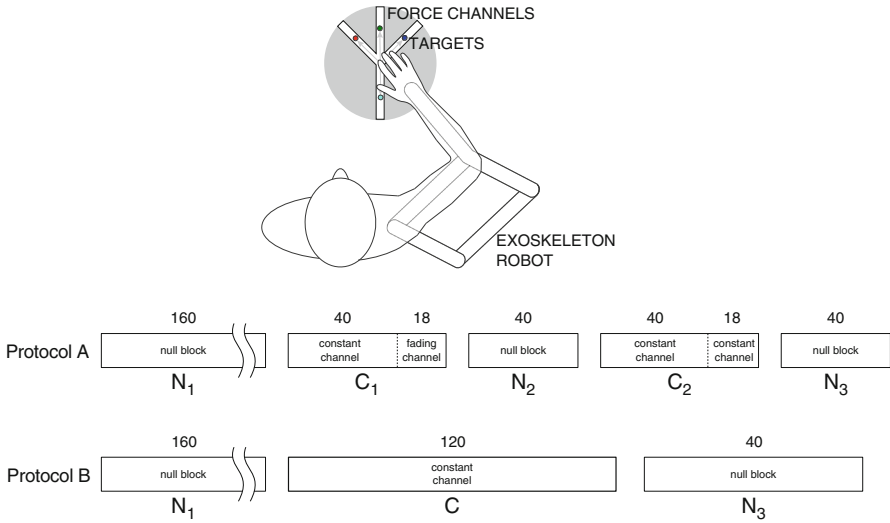 FORCE CHANNELS
TARGETS
EXOSKELETON
ROBOT
160 40 18 40 40 18 40
Protocol A null block constant channel fading channel null block constant channel constant channel null block
N1 C1 N2 C2 N3
160 120 40
Protocol B null block constant channel null block
N1 C N3